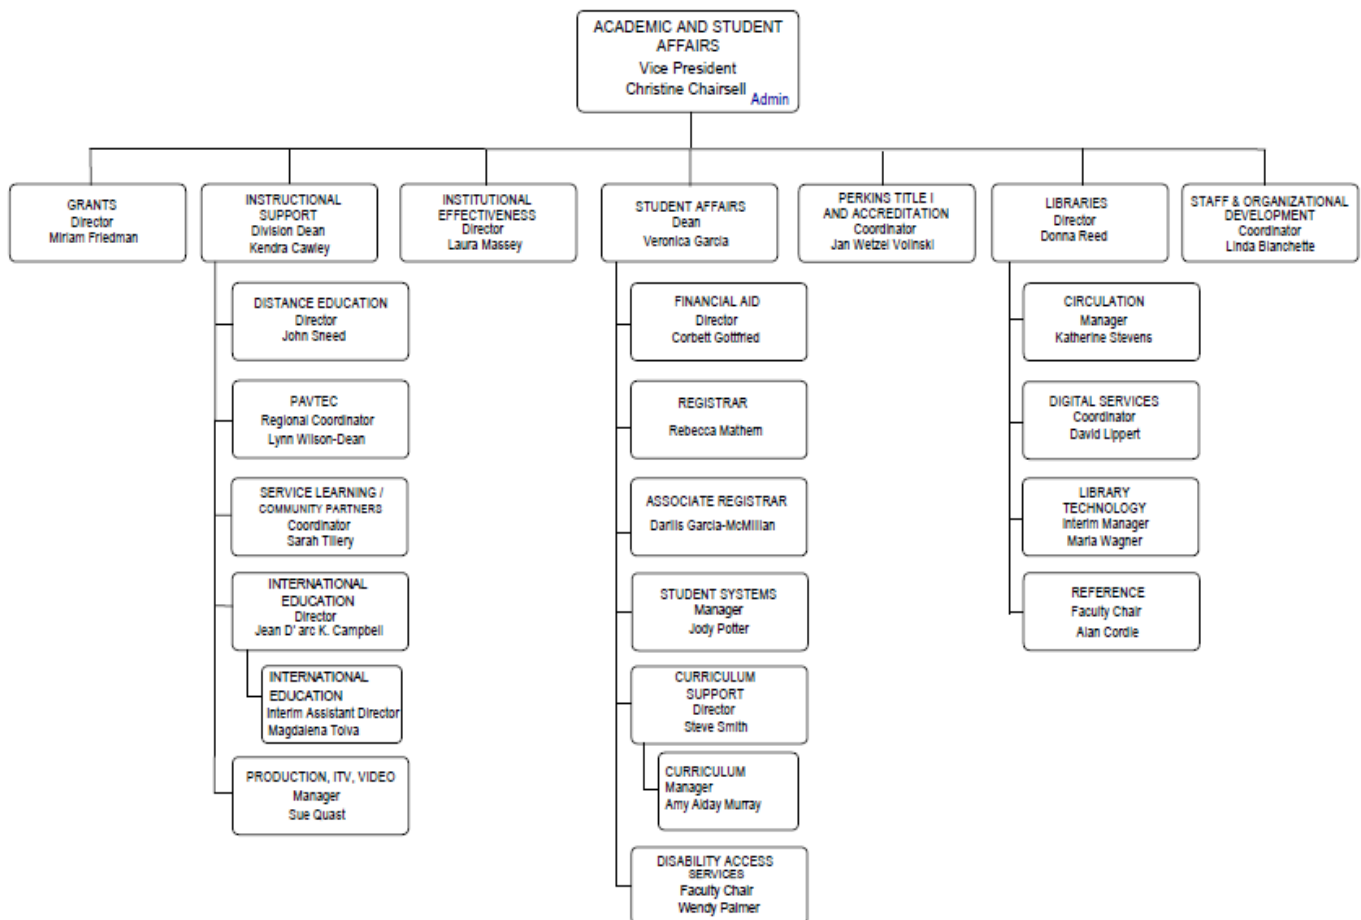 ACADEMIC AND STUDENT
AFFAIRS
Vice President
Christine Chairsell
Admin
GRANTS
Director
Miriam Friedman
INSTRUCTIONAL
SUPPORT
Division Dean
Kendra Cawley
INSTITUTIONAL
EFFECTIVENESS
Director
Laura Massey
STUDENT AFFAIRS
Dean
Veronica Garcia
PERKINS TITLE I
AND ACCREDITATION
Coordinator
Jan Wetzel Volinski
LIBRARIES
Director
Donna Reed
STAFF & ORGANIZATIONAL
DEVELOPMENT
Coordinator
Linda Blanchette
DISTANCE EDUCATION
Director
John Sneed
PAVTEC
Regional Coordinator
Lynn Wilson-Dean
SERVICE LEARNING /
COMMUNITY PARTNERS
Coordinator
Sarah Tillery
INTERNATIONAL
EDUCATION
Director
Jean D' arc K. Campbell
INTERNATIONAL
EDUCATION
Interim Assistant Director
Magdalena Toiva
PRODUCTION, ITV, VIDEO
Manager
Sue Quast
FINANCIAL AID
Director
Corbett Gottfried
REGISTRAR
Rebecca Mathern
ASSOCIATE REGISTRAR
Darilis Garcia-McMillan
STUDENT SYSTEMS
Manager
Jody Potter
CURRICULUM
SUPPORT
Director
Steve Smith
CURRICULUM
Manager
Amy Alday Murray
DISABILITY ACCESS
SERVICES
Faculty Chair
Wendy Palmer
CIRCULATION
Manager
Katherine Stevens
DIGITAL SERVICES
Coordinator
David Lippert
LIBRARY
TECHNOLOGY
Interim Manager
Maria Wagner
REFERENCE
Faculty Chair
Alan Cordle